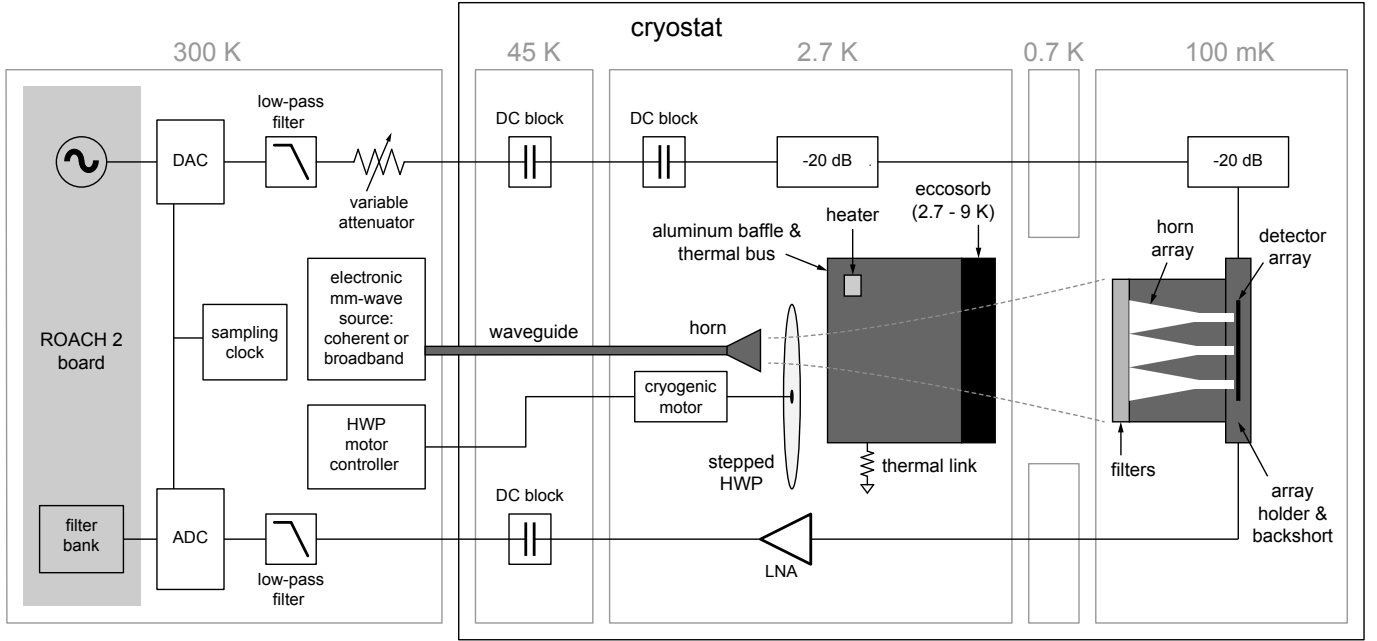 cryostat
300 K
45 K
2.7 K
0.7 K
100 mK
low-pass
filter
DAC
variable
attenuator
DC block
DC block
-20 dB
-20 dB
eccosorb
(2.7 - 9 K)
heater
aluminum baffle &
thermal bus
horn
array
detector
array
electronic
mm-wave
source:
coherent or
broadband
ROACH 2
board
sampling
clock
waveguide
horn
cryogenic
motor
HWP
motor
controller
stepped
HWP
thermal link
filters
array
holder &
backshort
DC block
filter
bank
ADC
low-pass
filter
LNA